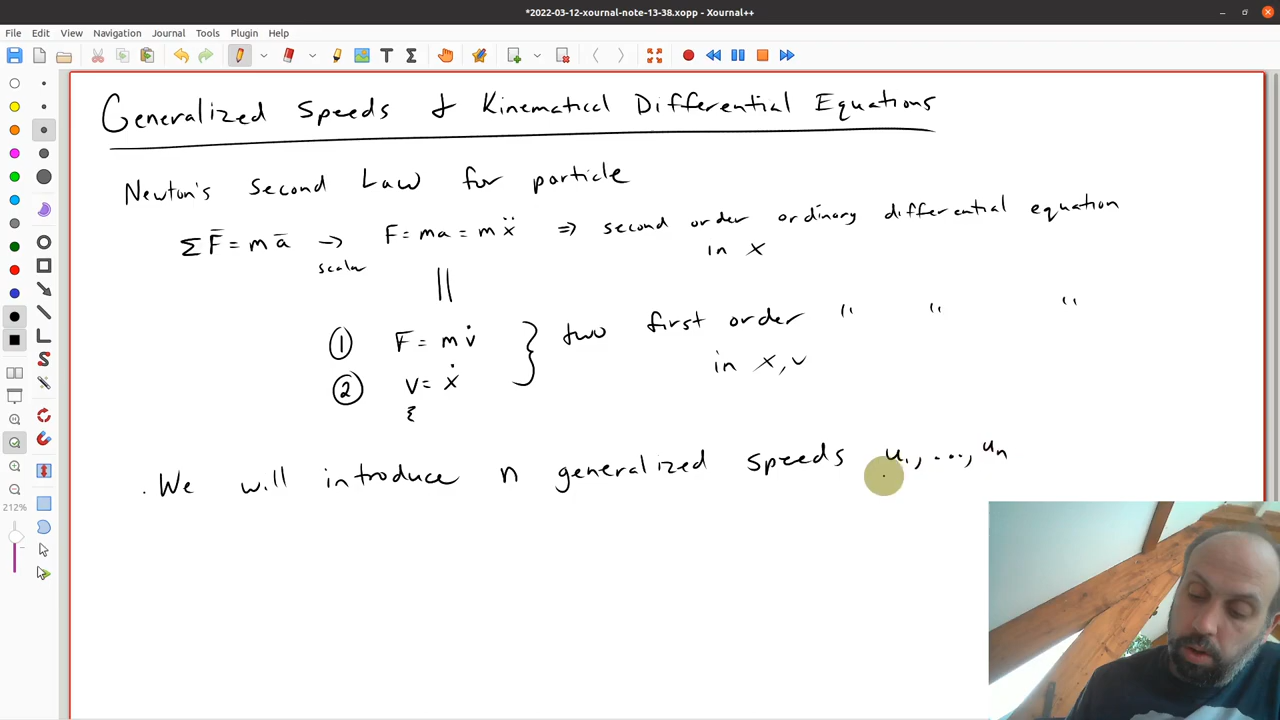 *2022-03-12-xournal-note-13-38.xopp - Xournal++
File Edit View Navigation Journal Tools Plugin Help
Generalized Speeds & Kinematical Differential Equations
Newton's Second Law for particle
ΣF̄ = m ā → scalar F = ma = mẍ ⇒ second order ordinary differential equation
in x
||
① F = m v̇ } two first order " " "
② v = ẋ in x, v
. We will introduce n generalized speeds u₁, ..., uₙ
212%